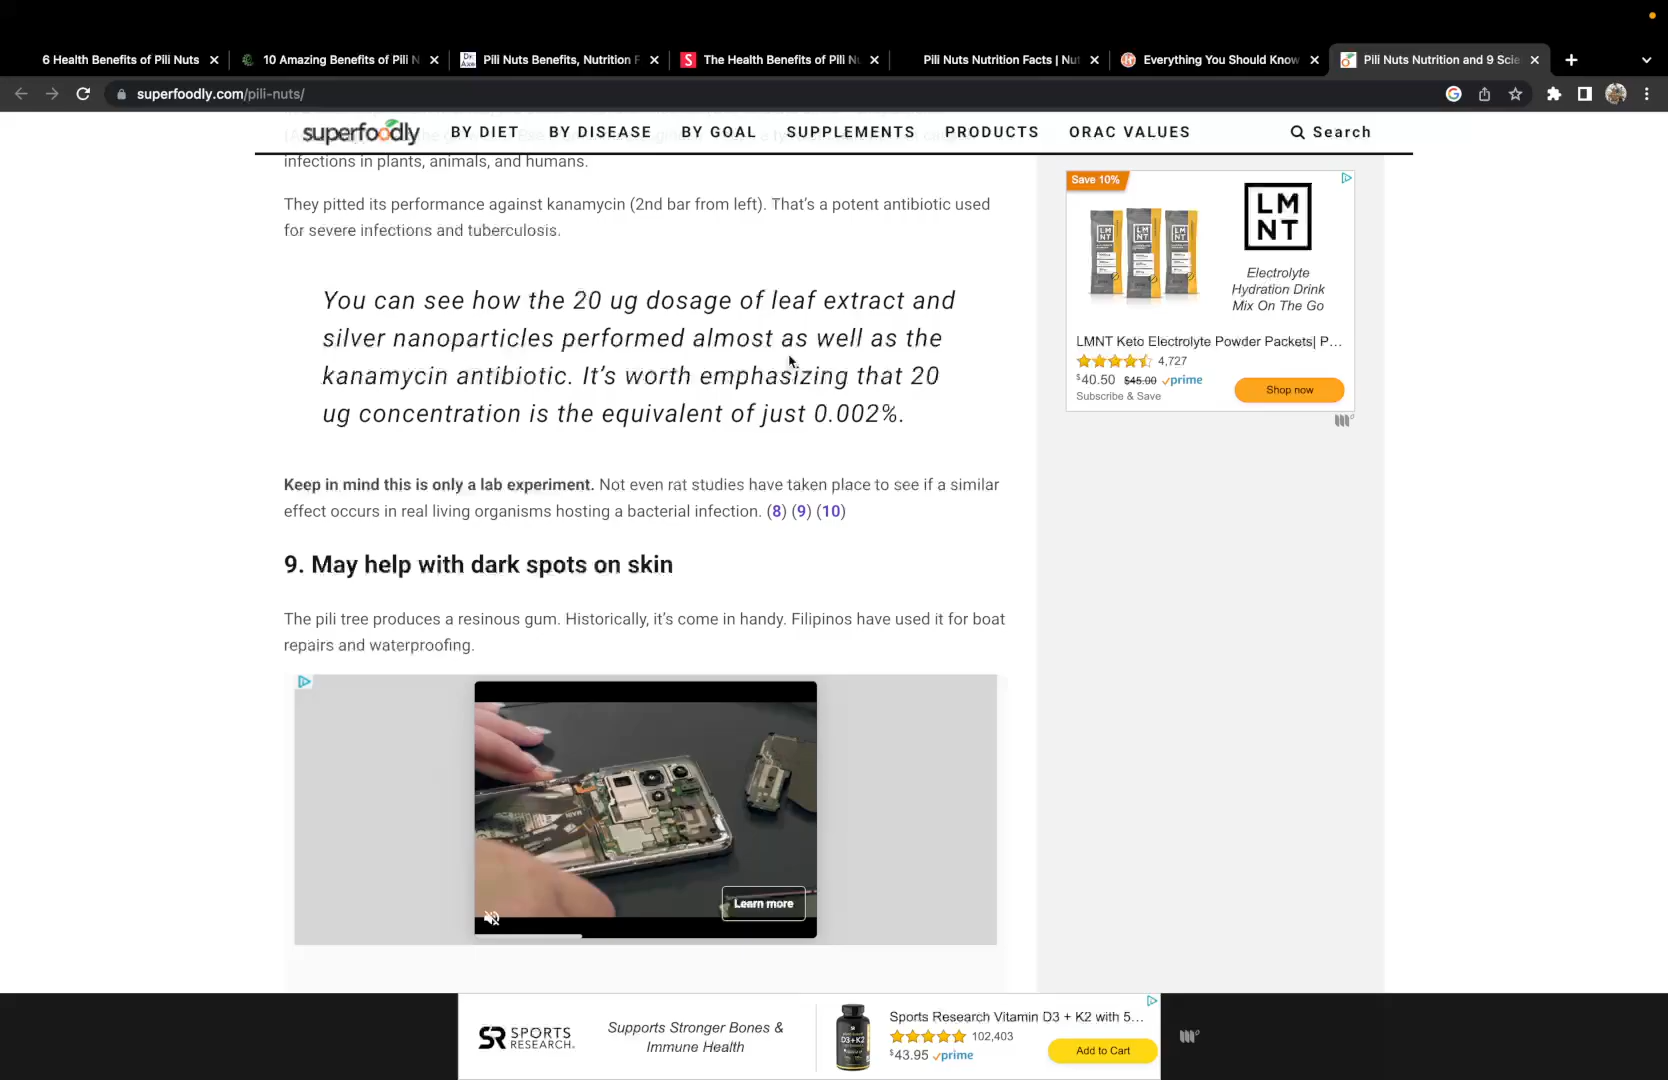 6 Health Benefits of Pili Nuts
10 Amazing Benefits of Pili N
Pili Nuts Benefits, Nutrition F
The Health Benefits of Pili Nu
Pili Nuts Nutrition Facts | Nut
Everything You Should Know
Pili Nuts Nutrition and 9 Scie
superfoodly.com/pili-nuts/
superfoodly
BY DIET
BY DISEASE
BY GOAL
SUPPLEMENTS
PRODUCTS
ORAC VALUES
Search
infections in plants, animals, and humans.
They pitted its performance against kanamycin (2nd bar from left). That's a potent antibiotic used
for severe infections and tuberculosis.
You can see how the 20 ug dosage of leaf extract and
silver nanoparticles performed almost as well as the
kanamycin antibiotic. It's worth emphasizing that 20
ug concentration is the equivalent of just 0.002%.
Keep in mind this is only a lab experiment. Not even rat studies have taken place to see if a similar
effect occurs in real living organisms hosting a bacterial infection. (8) (9) (10)
9. May help with dark spots on skin
The pili tree produces a resinous gum. Historically, it's come in handy. Filipinos have used it for boat
repairs and waterproofing.
Learn more
Save 10%
LMNT
LMNT
LMNT
LM
NT
Electrolyte
Hydration Drink
Mix On The Go
LMNT Keto Electrolyte Powder Packets| P...
4,727
$40.50 $45.00 prime
Subscribe & Save
Shop now
SR SPORTS
RESEARCH.
Supports Stronger Bones &
Immune Health
D3+K2
Sports Research Vitamin D3 + K2 with 5...
102,403
$43.95 prime
Add to Cart